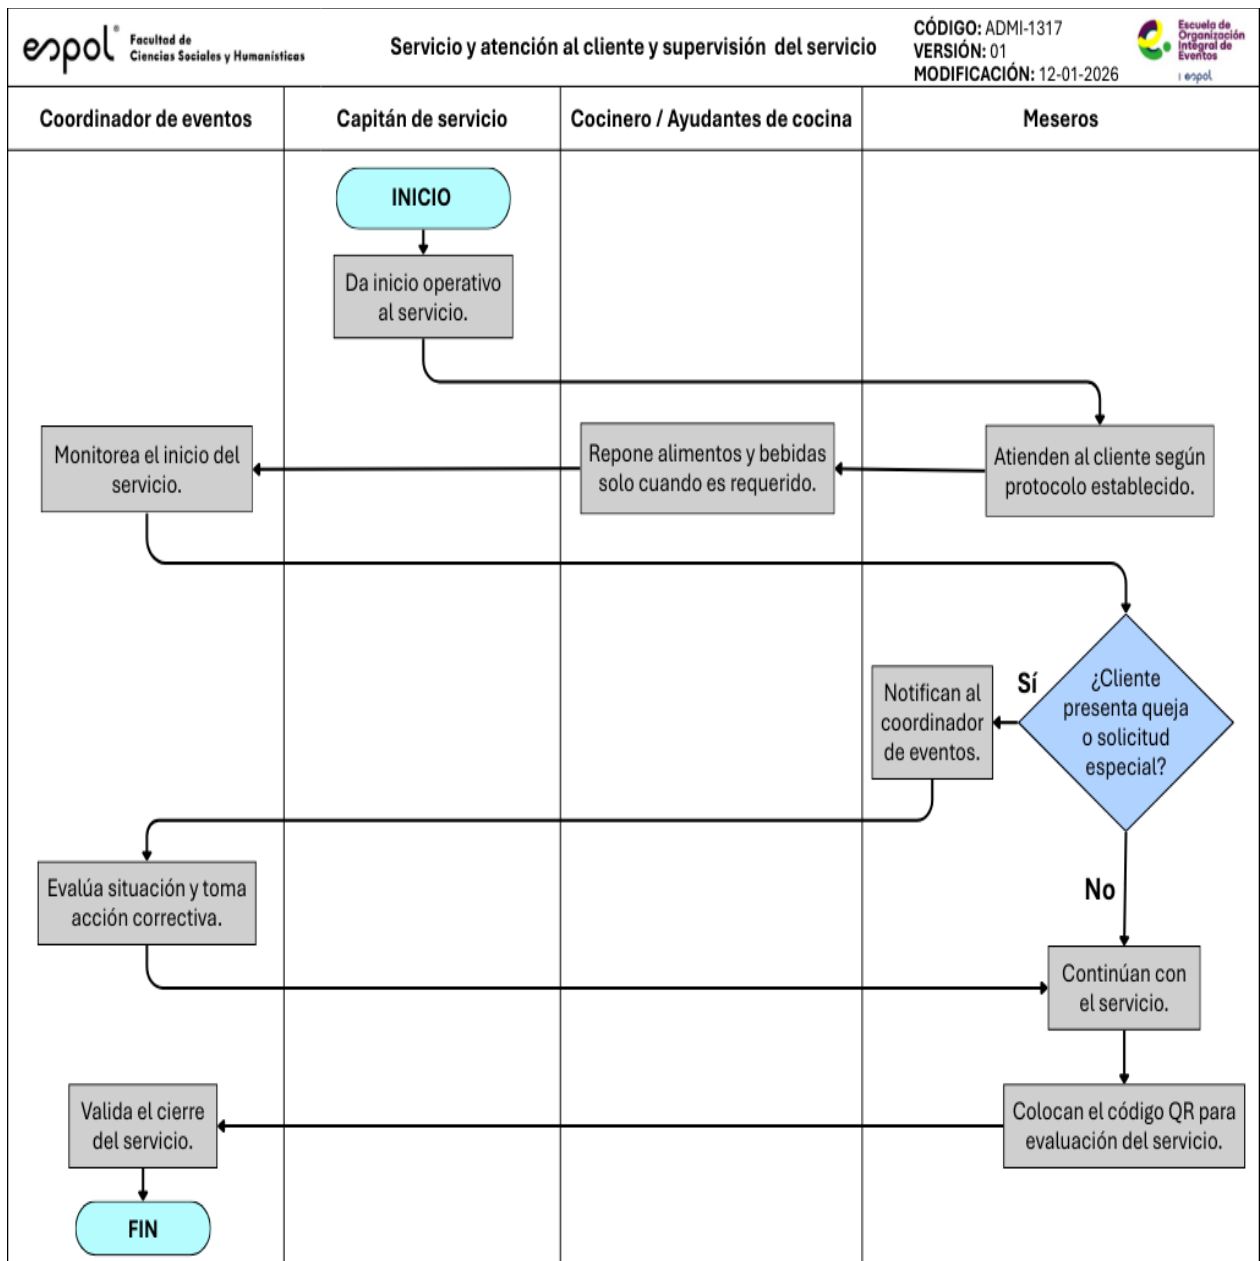 espol
Facultad de
Ciencias Sociales y Humanísticas
Servicio y atención al cliente y supervisión del servicio
CÓDIGO: ADMI-1317
VERSIÓN: 01
MODIFICACIÓN: 12-01-2026
Escuela de
Organización
Integral de
Eventos
espol
Coordinador de eventos
Capitán de servicio
Cocinero / Ayudantes de cocina
Meseros
INICIO
Da inicio operativo
al servicio.
Atienden al cliente según
protocolo establecido.
Repone alimentos y bebidas
solo cuando es requerido.
Monitorea el inicio del
servicio.
¿Cliente
presenta queja
o solicitud
especial?
Sí
Notifican al
coordinador
de eventos.
Evalúa situación y toma
acción correctiva.
No
Continúan con
el servicio.
Colocan el código QR para
evaluación del servicio.
Valida el cierre
del servicio.
FIN